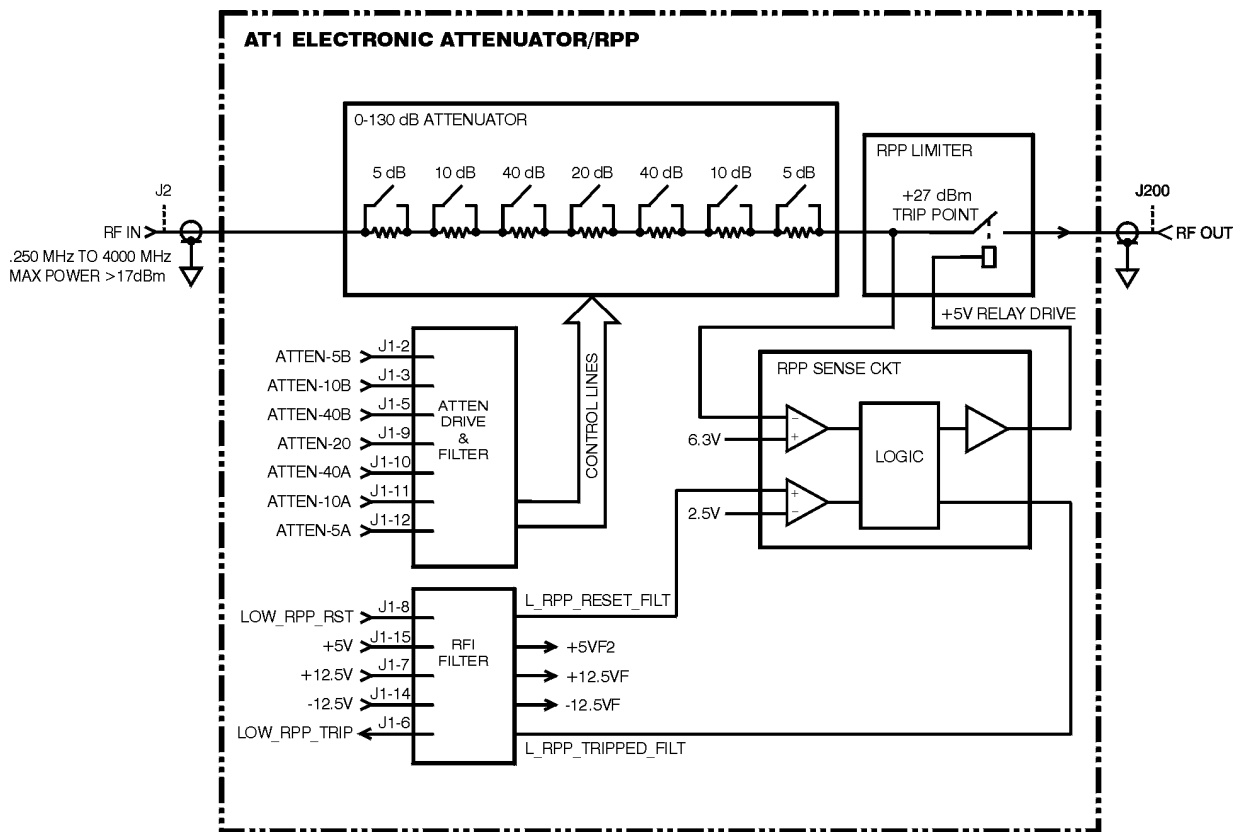 AT1 ELECTRONIC ATTENUATOR/RPP
0-130 dB ATTENUATOR
5 dB 10 dB 40 dB 20 dB 40 dB 10 dB 5 dB
RPP LIMITER
+27 dBm
TRIP POINT
J2
RF IN
.250 MHz TO 4000 MHz
MAX POWER >17dBm
J200
RF OUT
+5V RELAY DRIVE
CONTROL LINES
ATTEN-5B J1-2
ATTEN-10B J1-3
ATTEN-40B J1-5
ATTEN-20 J1-9
ATTEN-40A J1-10
ATTEN-10A J1-11
ATTEN-5A J1-12
ATTEN
DRIVE
&
FILTER
RPP SENSE CKT
-
6.3V +
+
2.5V -
LOGIC
LOW_RPP_RST J1-8
+5V J1-15
+12.5V J1-7
-12.5V J1-14
LOW_RPP_TRIP J1-6
RFI
FILTER
L_RPP_RESET_FILT
+5VF2
+12.5VF
-12.5VF
L_RPP_TRIPPED_FILT